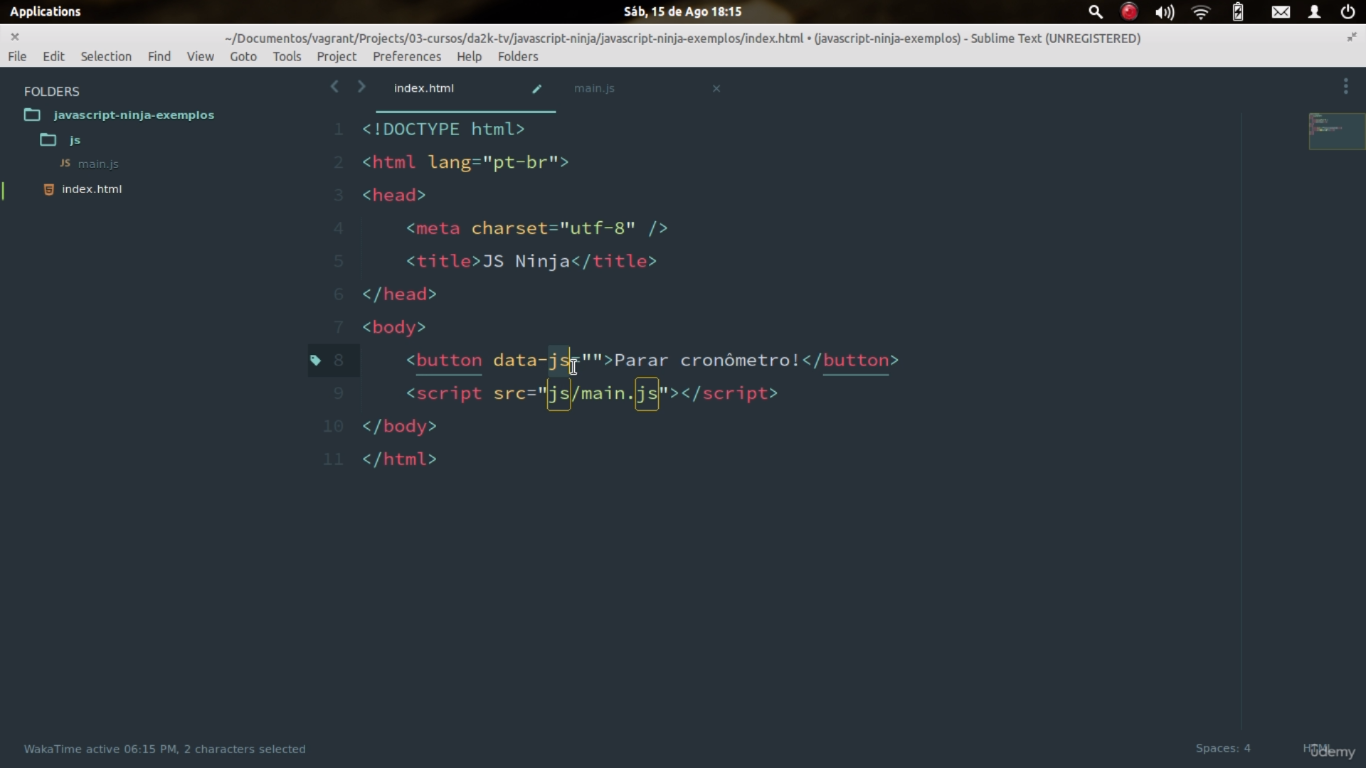 Applications
Sáb, 15 de Ago 18:15
~/Documentos/vagrant/Projects/03-cursos/da2k-tv/javascript-ninja/javascript-ninja-exemplos/index.html • (javascript-ninja-exemplos) - Sublime Text (UNREGISTERED)
File Edit Selection Find View Goto Tools Project Preferences Help Folders
FOLDERS
javascript-ninja-exemplos
js
JS main.js
index.html
index.html main.js
1 <!DOCTYPE html>
2 <html lang="pt-br">
3 <head>
4 <meta charset="utf-8" />
5 <title>JS Ninja</title>
6 </head>
7 <body>
8 <button data-js="">Parar cronômetro!</button>
9 <script src="js/main.js"></script>
10 </body>
11 </html>
WakaTime active 06:15 PM, 2 characters selected
Spaces: 4
HTML
Udemy